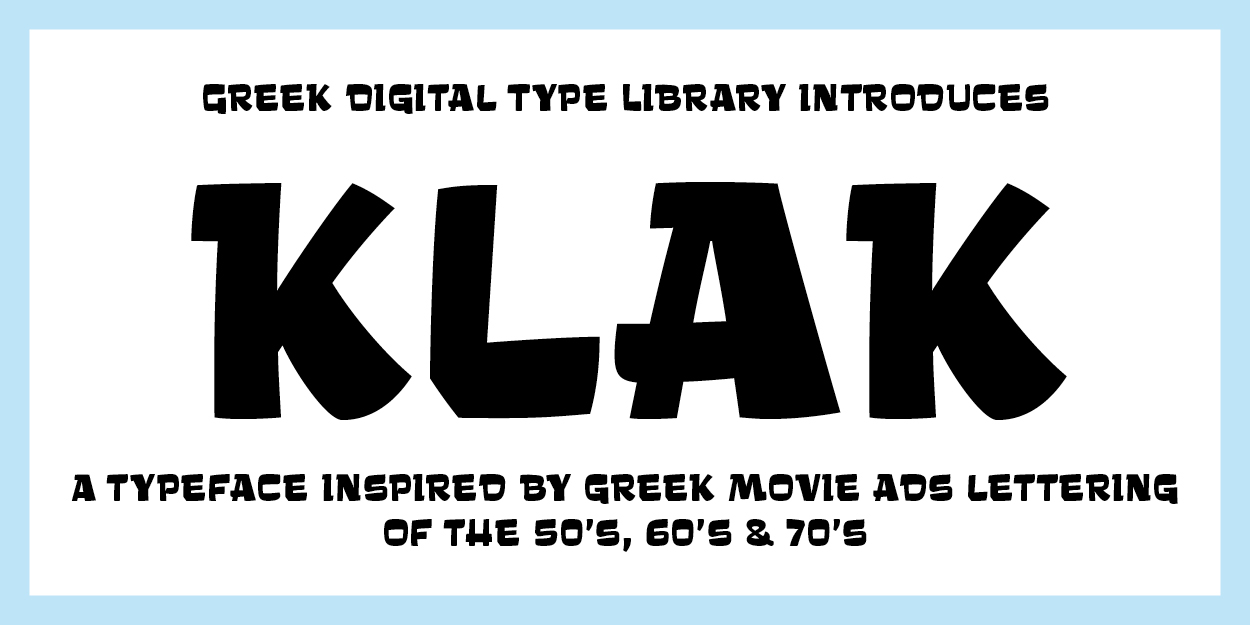 GREEK DIGITAL TYPE LIBRARY INTRODUCES
KLAK
A TYPEFACE INSPIRED BY GREEK MOVIE ADS LETTERING
OF THE 50’S, 60’S & 70’S